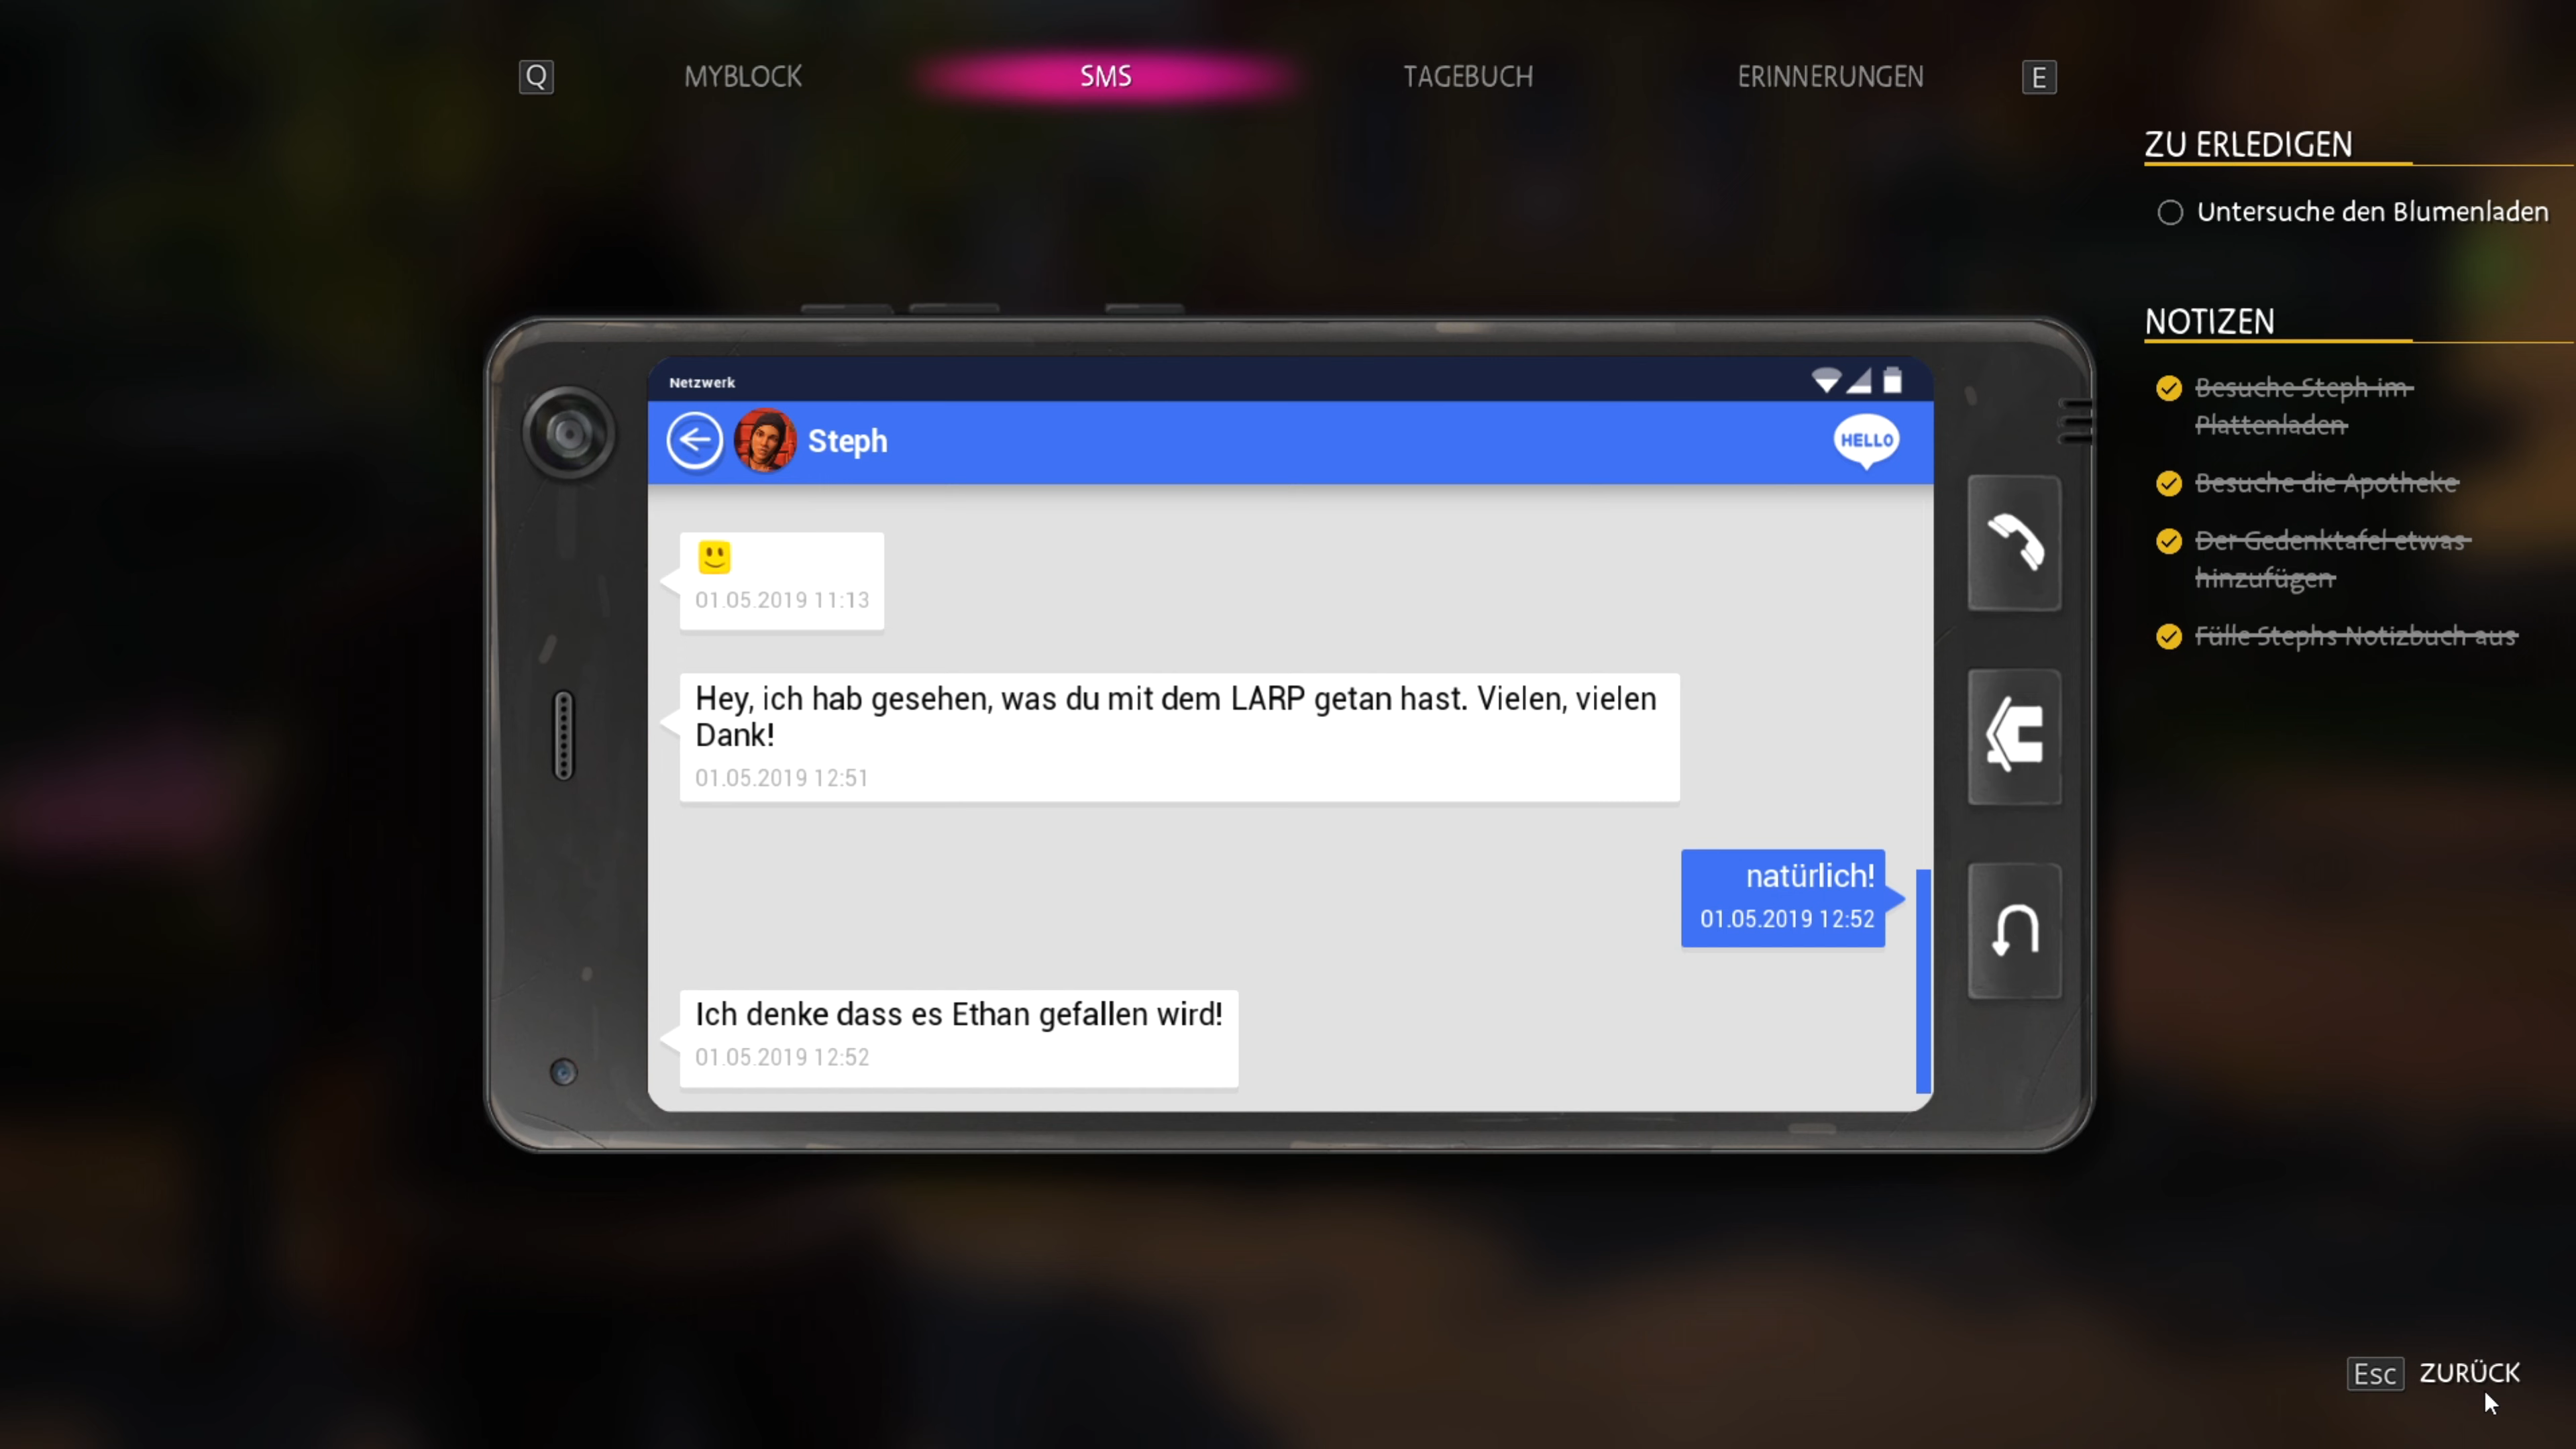 Q
MYBLOCK
SMS
TAGEBUCH
ERINNERUNGEN
E
ZU ERLEDIGEN
Untersuche den Blumenladen
NOTIZEN
Besuche Steph im
Plattenladen
Besuche die Apotheke
Der Gedenktafel etwas
hinzufügen
Fülle Stephs Notizbuch aus
Netzwerk
Steph
HELLO
01.05.2019 11:13
Hey, ich hab gesehen, was du mit dem LARP getan hast. Vielen, vielen
Dank!
01.05.2019 12:51
natürlich!
01.05.2019 12:52
Ich denke dass es Ethan gefallen wird!
01.05.2019 12:52
Esc ZURÜCK